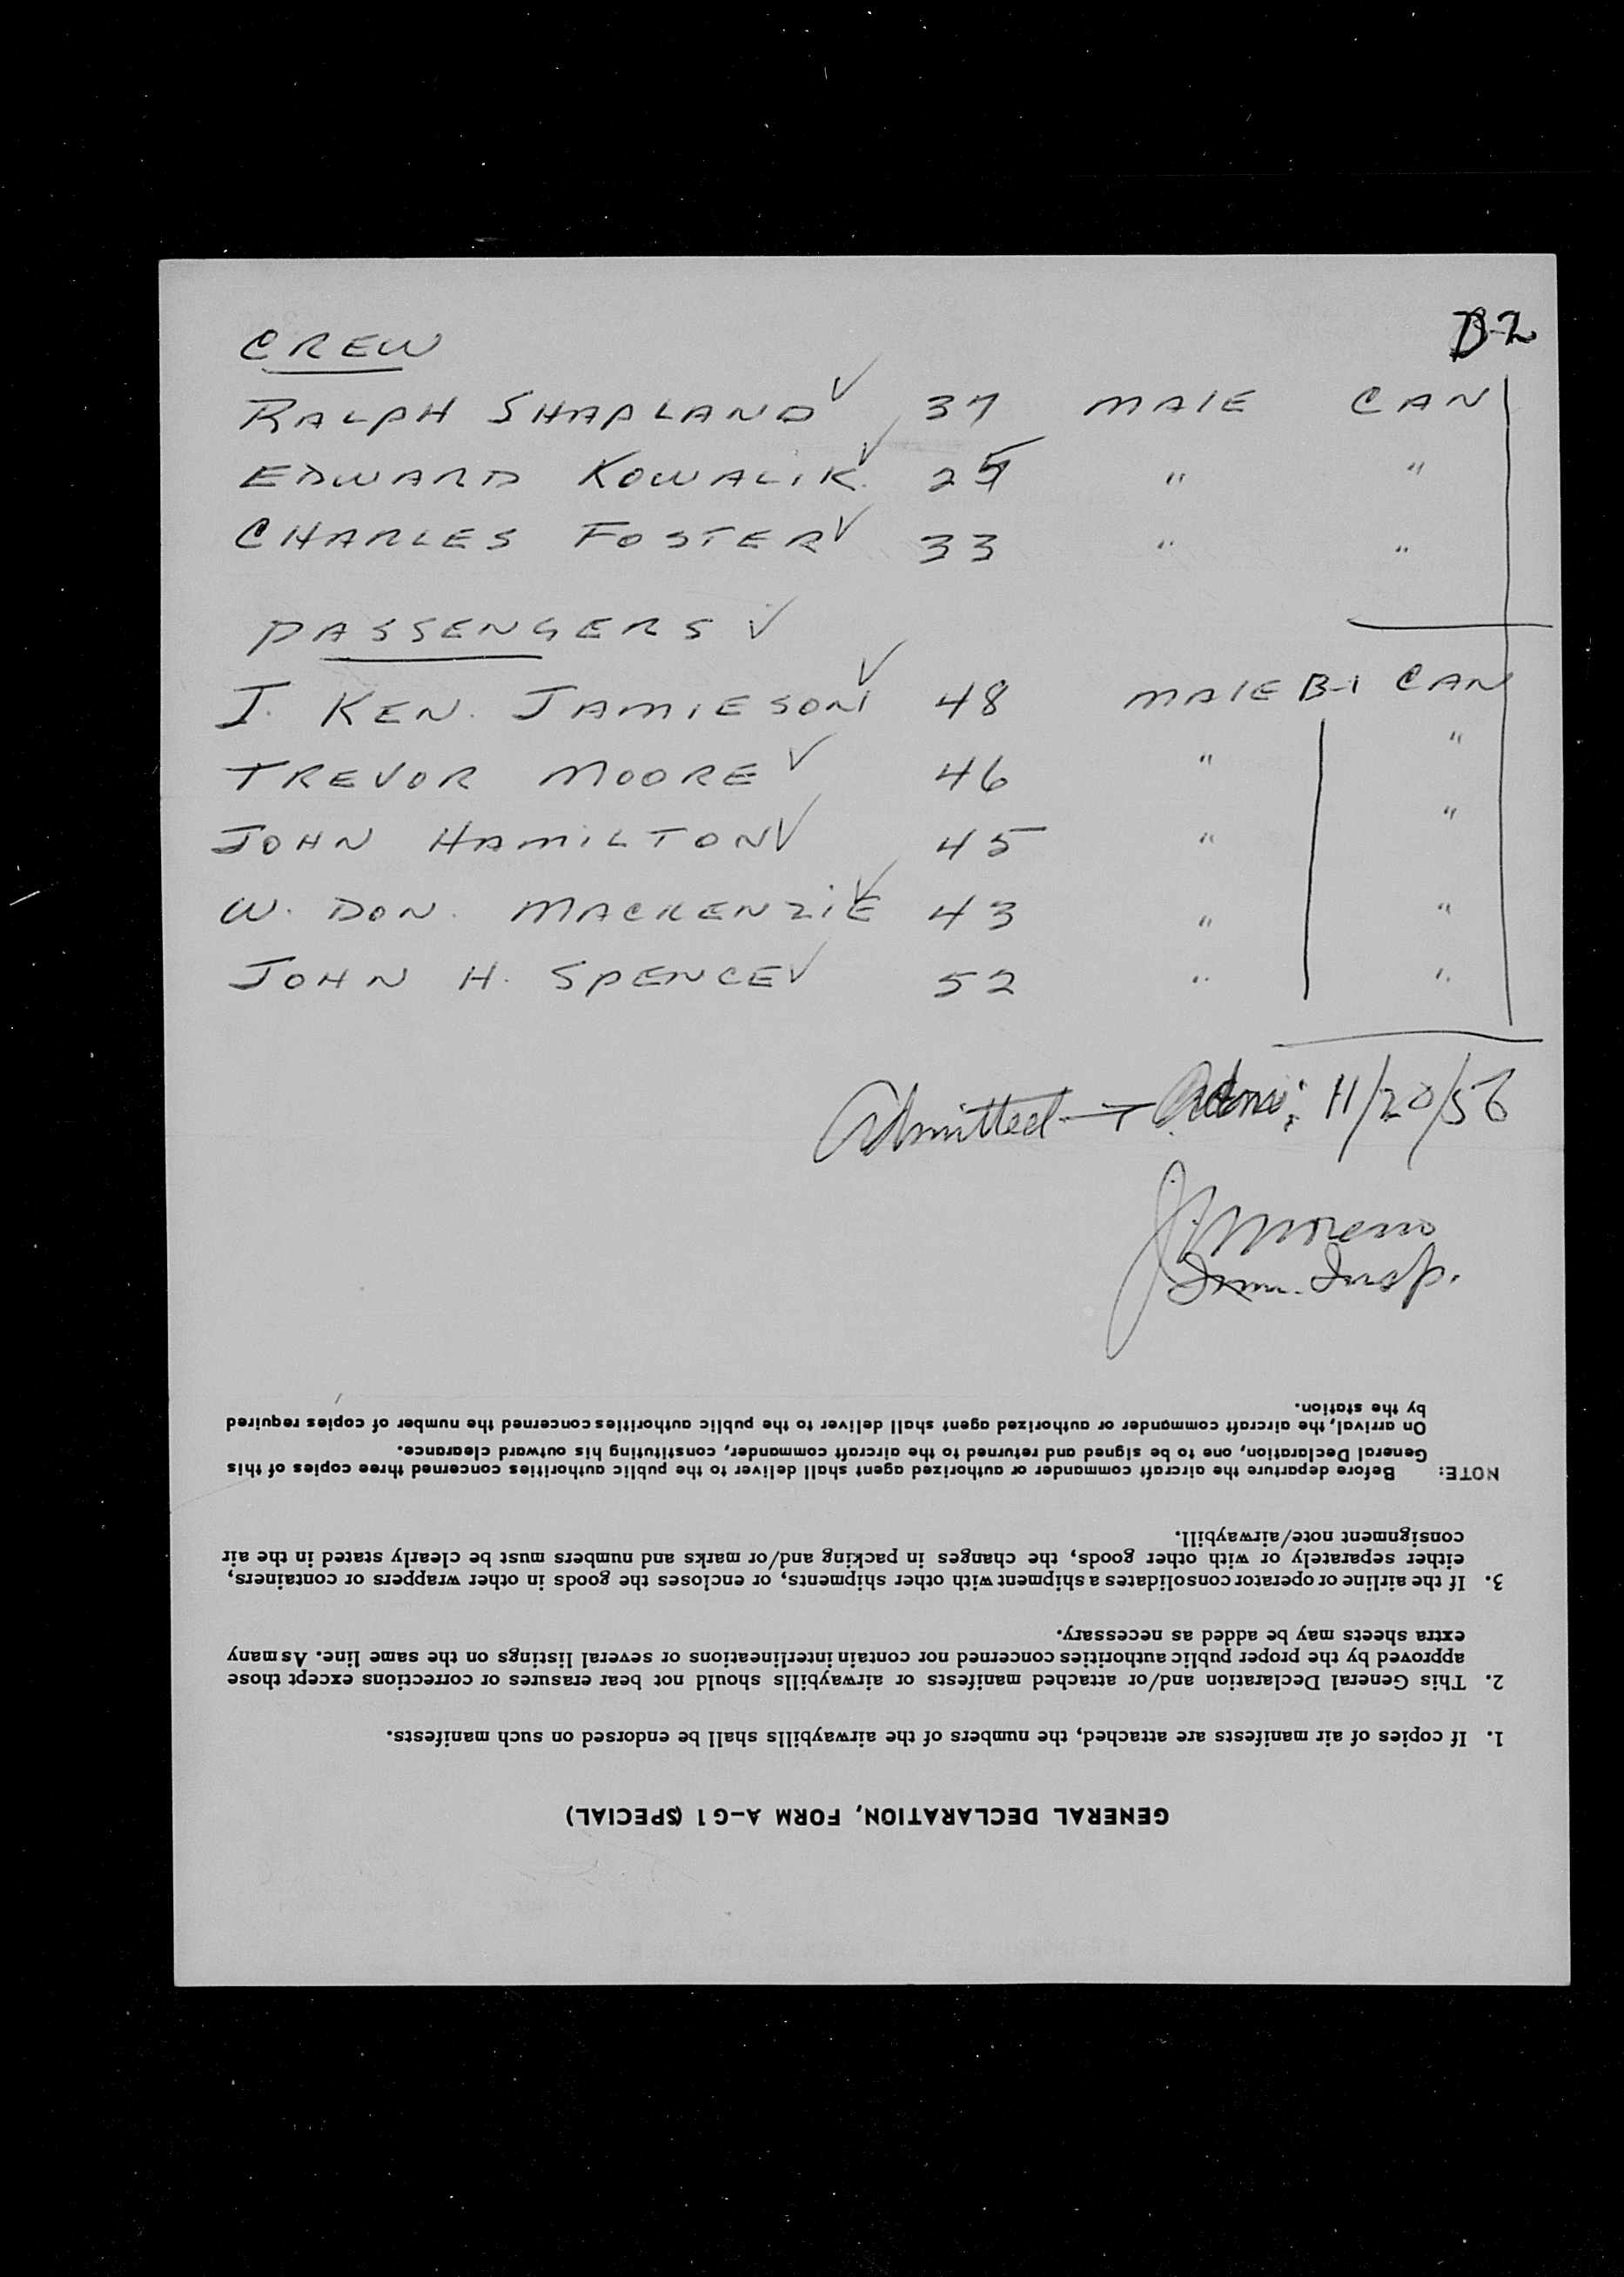 D-2
CREW
RALPH SHAPLAND ✓ 37 MALE CAN
EDWARD KOWALIK ✓ " "
CHARLES FOSTER ✓ 33 " "
PASSENGERS ✓
J. KEN. JAMIESON ✓ 48 MALE B-1 CAN
TREVOR MOORE ✓ 46 " "
JOHN HAMILTON ✓ 45 " "
W. DON. MACKENZIE ✓ 43 " "
JOHN H. SPENCE ✓ 52 " "
Admitted 11/20/56
Moreno
Imm. Insp.
GENERAL DECLARATION, FORM A-G1 (SPECIAL)
1. If copies of air manifests are attached, the numbers of the airwaybills shall be endorsed on such manifests.
2. This General Declaration and/or attached manifests or airwaybills should not bear erasures or corrections except those
approved by the proper public authorities concerned nor contain interlineations or several listings on the same line. As many
extra sheets may be added as necessary.
3. If the airline or operator consolidates a shipment with other shipments, or encloses the goods in other wrappers or containers,
either separately or with other goods, the changes in packing and/or marks and numbers must be clearly stated in the air
consignment note/airwaybill.
NOTE: Before departure the aircraft commander or authorized agent shall deliver to the public authorities concerned three copies of this
General Declaration, one to be signed and returned to the aircraft commander, constituting his outward clearance.
On arrival, the aircraft commander or authorized agent shall deliver to the public authorities concerned the number of copies required
by the station.